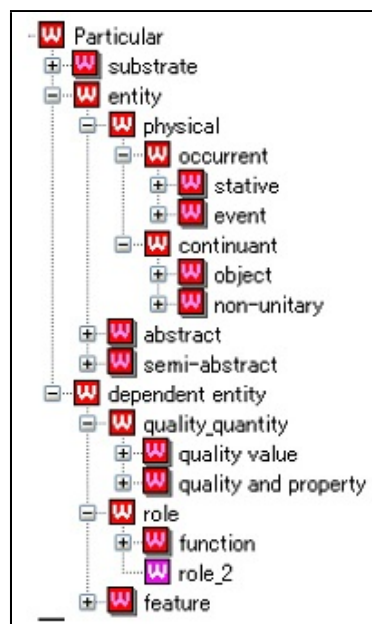 Particular
substrate
entity
physical
occurrent
stative
event
continuant
object
non-unitary
abstract
semi-abstract
dependent entity
quality_quantity
quality value
quality and property
role
function
role_2
feature